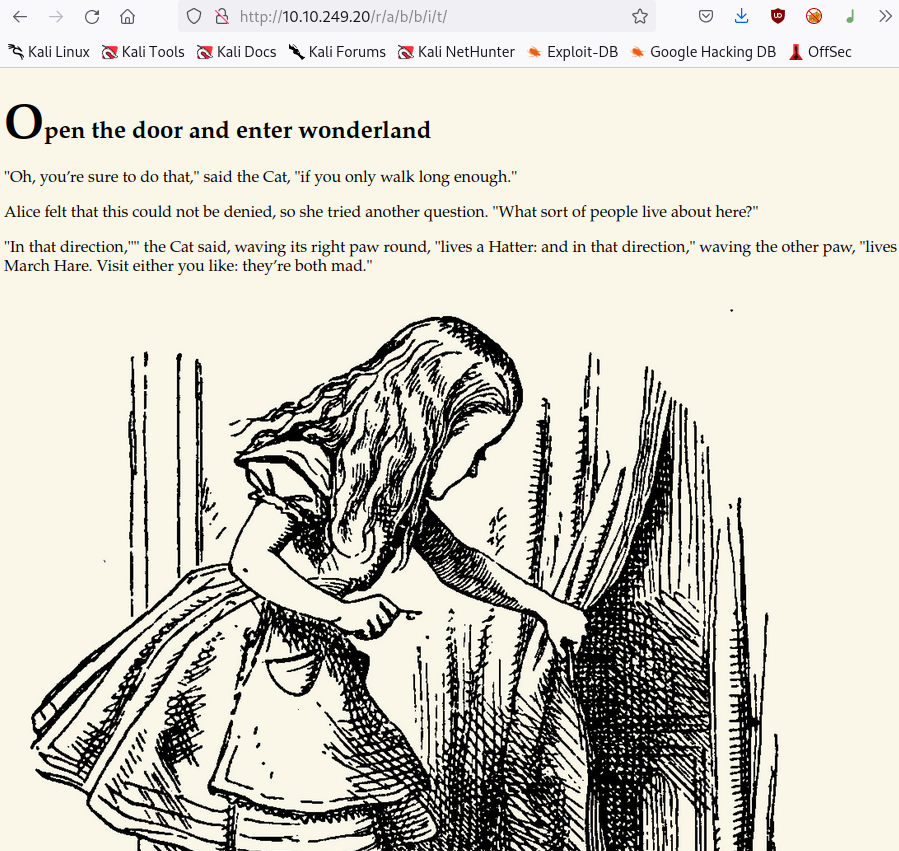 http://10.10.249.20/r/a/b/b/i/t/
Kali Linux Kali Tools Kali Docs Kali Forums Kali NetHunter Exploit-DB Google Hacking DB OffSec
Open the door and enter wonderland
"Oh, you’re sure to do that," said the Cat, "if you only walk long enough."
Alice felt that this could not be denied, so she tried another question. "What sort of people live about here?"
"In that direction,"" the Cat said, waving its right paw round, "lives a Hatter: and in that direction," waving the other paw, "lives
March Hare. Visit either you like: they’re both mad."